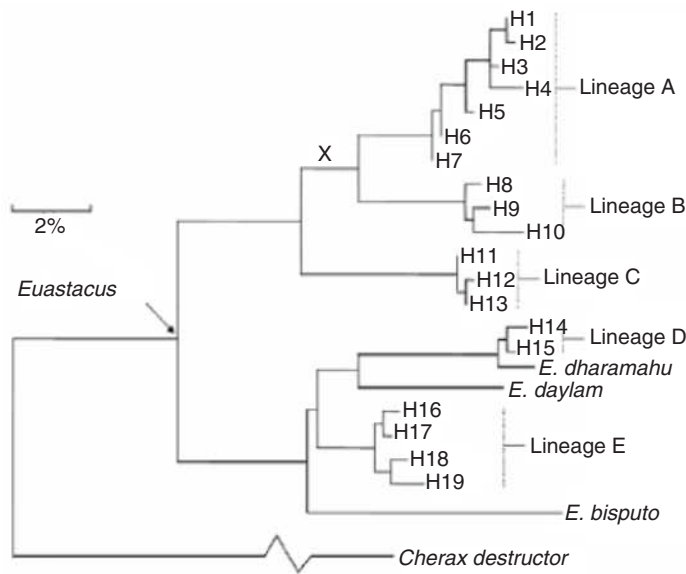 H1
H2
H3
H4
Lineage A
H5
H6
X
H7
H8
H9
Lineage B
2%
H10
H11
H12
Lineage C
Euastacus
H13
H14
Lineage D
H15
E. dharamahu
E. daylam
H16
H17
Lineage E
H18
H19
E. bisputo
Cherax destructor